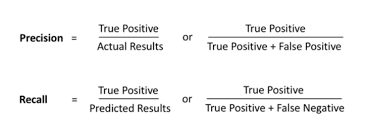 Precision = True Positive / Actual Results or True Positive / True Positive + False Positive
Recall = True Positive / Predicted Results or True Positive / True Positive + False Negative